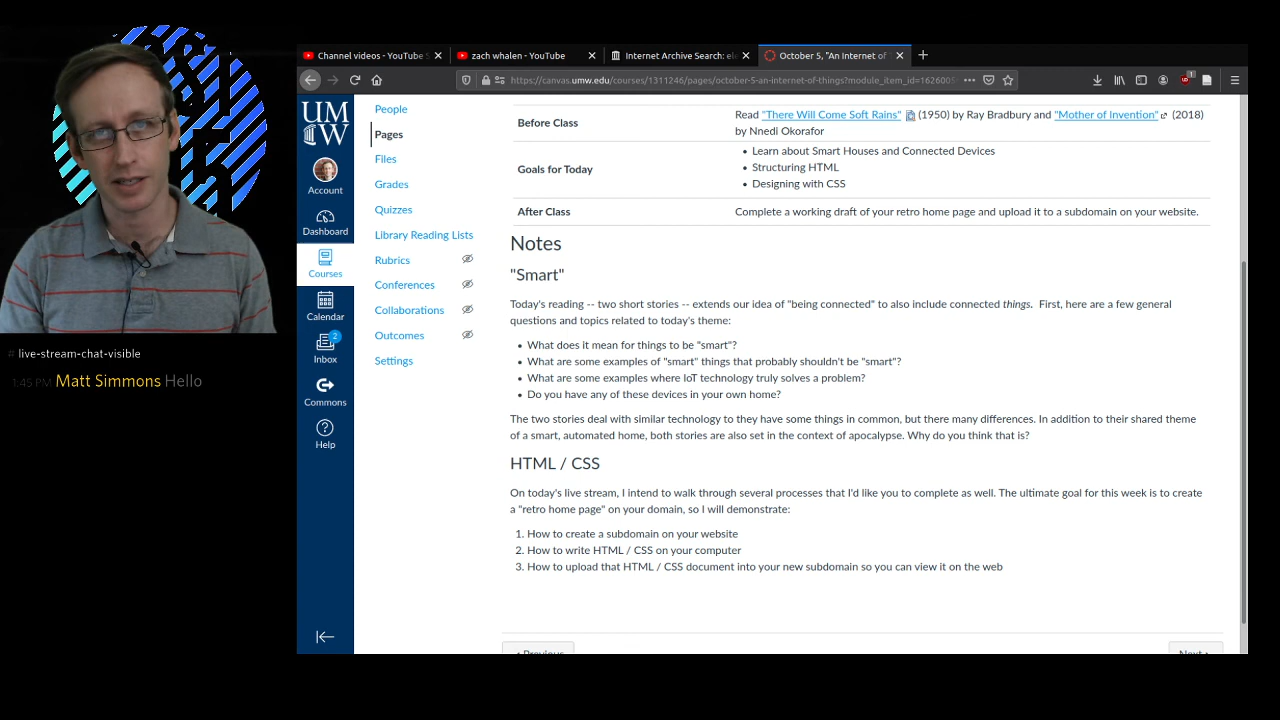 Channel videos - YouTube S
zach whalen - YouTube
Internet Archive Search: ele
October 5, "An Internet of T
https://canvas.umw.edu/courses/1311246/pages/october-5-an-internet-of-things?module_item_id=1626005
UMW
Account
Dashboard
Courses
Calendar
2
Inbox
Commons
Help
People
Pages
Files
Grades
Quizzes
Library Reading Lists
Rubrics
Conferences
Collaborations
Outcomes
Settings
Before Class
Read "There Will Come Soft Rains" (1950) by Ray Bradbury and "Mother of Invention" (2018)
by Nnedi Okorafor
Goals for Today
• Learn about Smart Houses and Connected Devices
• Structuring HTML
• Designing with CSS
After Class
Complete a working draft of your retro home page and upload it to a subdomain on your website.
Notes
"Smart"
Today's reading -- two short stories -- extends our idea of "being connected" to also include connected things. First, here are a few general
questions and topics related to today's theme:
• What does it mean for things to be "smart"?
• What are some examples of "smart" things that probably shouldn't be "smart"?
• What are some examples where IoT technology truly solves a problem?
• Do you have any of these devices in your own home?
The two stories deal with similar technology to they have some things in common, but there many differences. In addition to their shared theme
of a smart, automated home, both stories are also set in the context of apocalypse. Why do you think that is?
HTML / CSS
On today's live stream, I intend to walk through several processes that I'd like you to complete as well. The ultimate goal for this week is to create
a "retro home page" on your domain, so I will demonstrate:
1. How to create a subdomain on your website
2. How to write HTML / CSS on your computer
3. How to upload that HTML / CSS document into your new subdomain so you can view it on the web
Previous
Next
# live-stream-chat-visible
1:45 PM Matt Simmons Hello